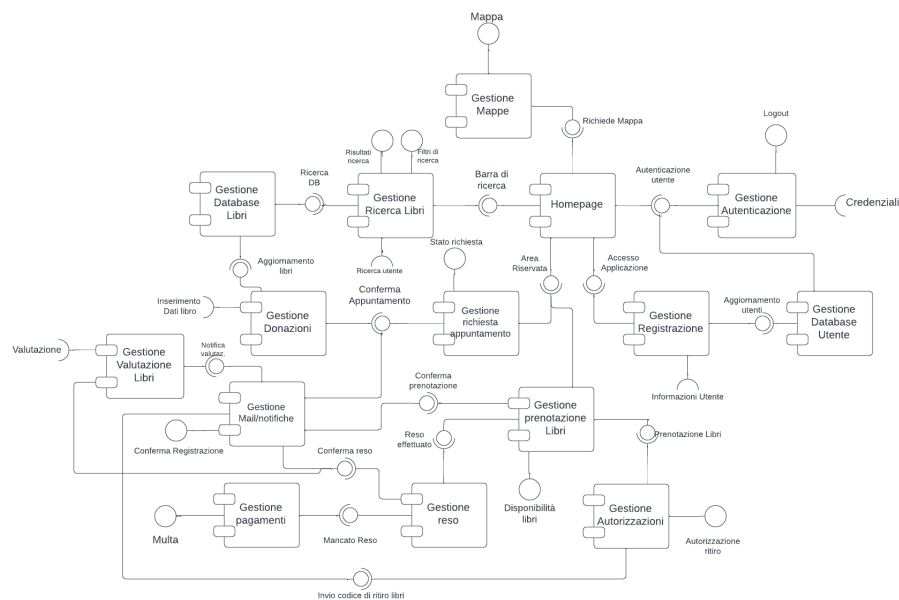 Mappa
Gestione
Mappe
Richiede Mappa
Logout
Risultati
ricerca
Filtri di
ricerca
Ricerca
DB
Barra di
ricerca
Autenticazione
utente
Gestione
Database
Libri
Gestione
Ricerca Libri
Homepage
Gestione
Autenticazione
Credenziali
Stato richiesta
Aggiornamento
libri
Ricerca utente
Area
Riservata
Accesso
Applicazione
Conferma
Appuntamento
Inserimento
Dati libro
Gestione
Donazioni
Gestione
richiesta
appuntamento
Gestione
Registrazione
Aggiornamento
utenti
Gestione
Database
Utente
Valutazione
Gestione
Valutazione
Libri
Notifica
valutaz.
Conferma
prenotazione
Informazioni Utente
Gestione
Mail/notifiche
Gestione
prenotazione
Libri
Conferma Registrazione
Conferma reso
Reso
effettuato
Prenotazione Libri
Gestione
pagamenti
Gestione
reso
Disponibilità
libri
Gestione
Autorizzazioni
Multa
Mancato Reso
Autorizzazione
ritiro
Invio codice di ritiro libri